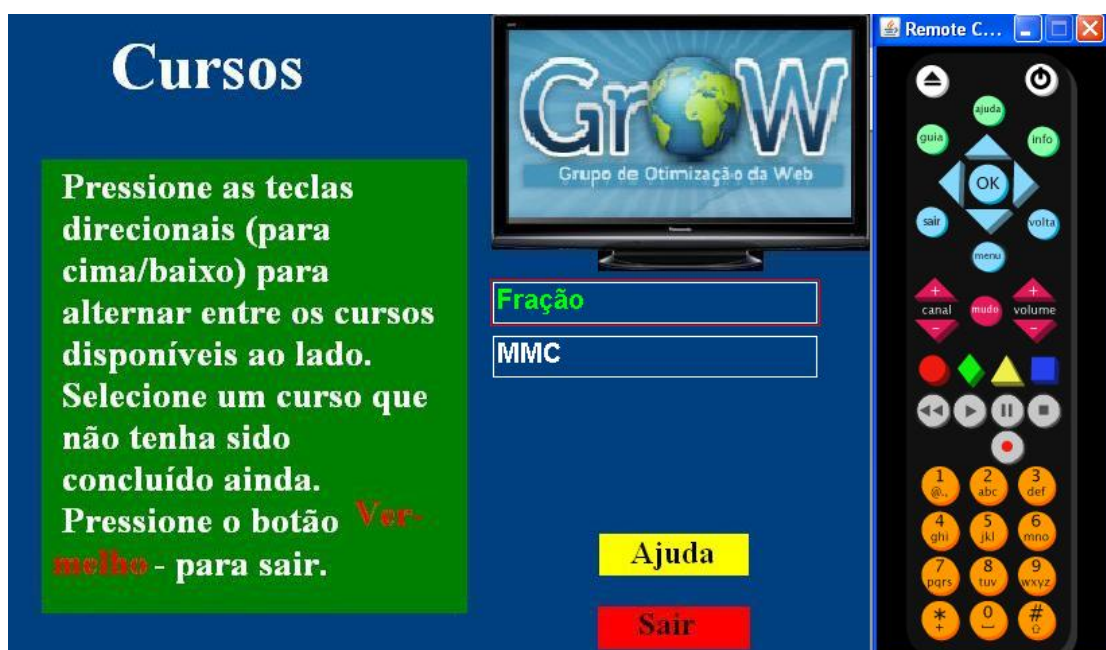 Cursos
Pressione as teclas
direcionais (para
cima/baixo) para
alternar entre os cursos
disponíveis ao lado.
Selecione um curso que
não tenha sido
concluído ainda.
Pressione o botão Ver-
melho - para sair.
GroW
Grupo de Otimização da Web
Panasonic
Fração
MMC
Ajuda
Sair
Remote C...
ajuda
guia
info
OK
sair
volta
menu
+ +
canal mudo volume
- -
1 2 3
@., abc def
4 5 6
ghi jkl mno
7 8 9
pqrs tuv wxyz
* 0 #
+